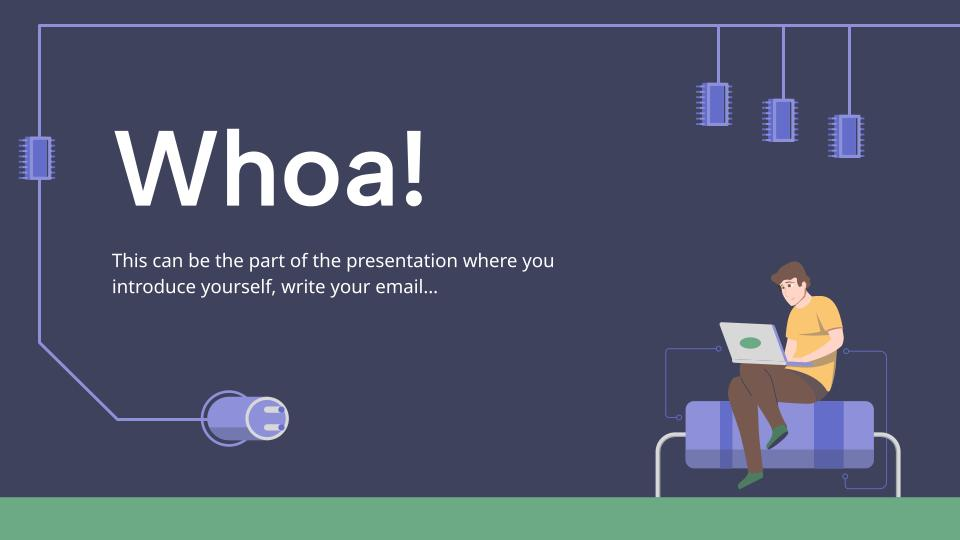 Whoa!
This can be the part of the presentation where you
introduce yourself, write your email...